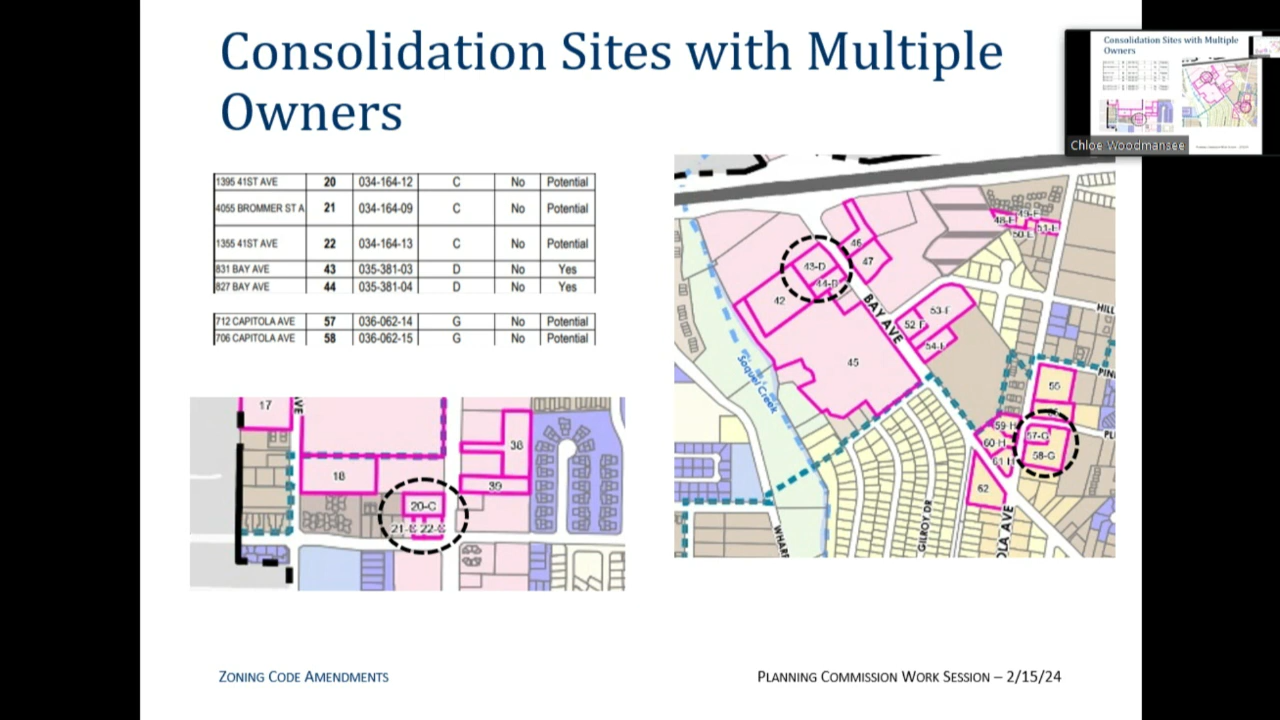 Consolidation Sites with Multiple
Owners
Consolidation Sites with Multiple
Owners
Chloe Woodmansee
1395 41ST AVE 20 034-164-12 C No Potential
4055 BROMMER ST A 21 034-164-09 C No Potential
1355 41ST AVE 22 034-164-13 C No Potential
831 BAY AVE 43 035-381-03 D No Yes
827 BAY AVE 44 035-381-04 D No Yes
712 CAPITOLA AVE 57 036-062-14 G No Potential
706 CAPITOLA AVE 58 036-062-15 G No Potential
17
AVE
38
18
39
20-C
21-C 22-C
48-F
51-F
46
47
43-D
42
BAY AVE
53-F
52-F
54-F
45
HILL
Soquel Creek
PIN
55
59-H
57-G
60-H
58-G
61-H
62
PL
GILROY DR
WHARF
OLA AVE
ZONING CODE AMENDMENTS
PLANNING COMMISSION WORK SESSION – 2/15/24